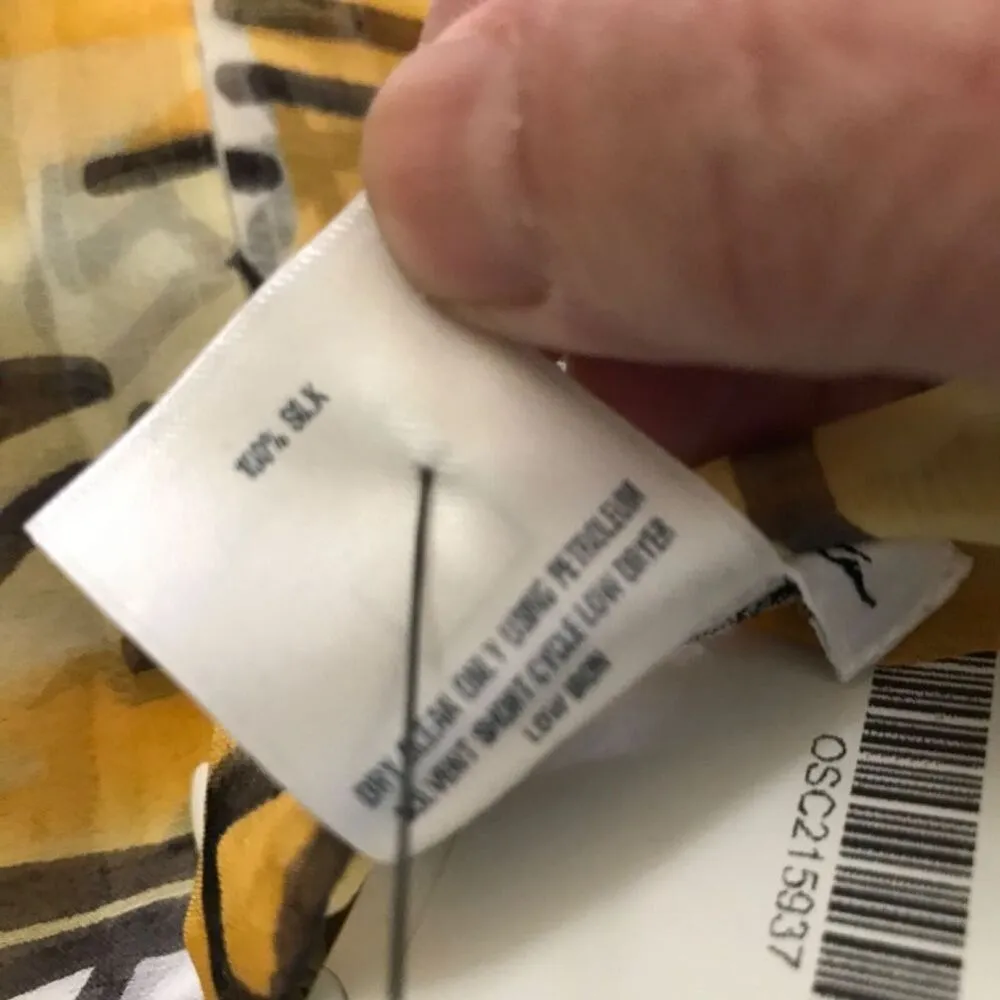 100% SILK
DRY CLEAN ONLY USING PETROLEUM
SOLVENT SHORT CYCLE LOW DRYER
LOW IRON
OSC215937